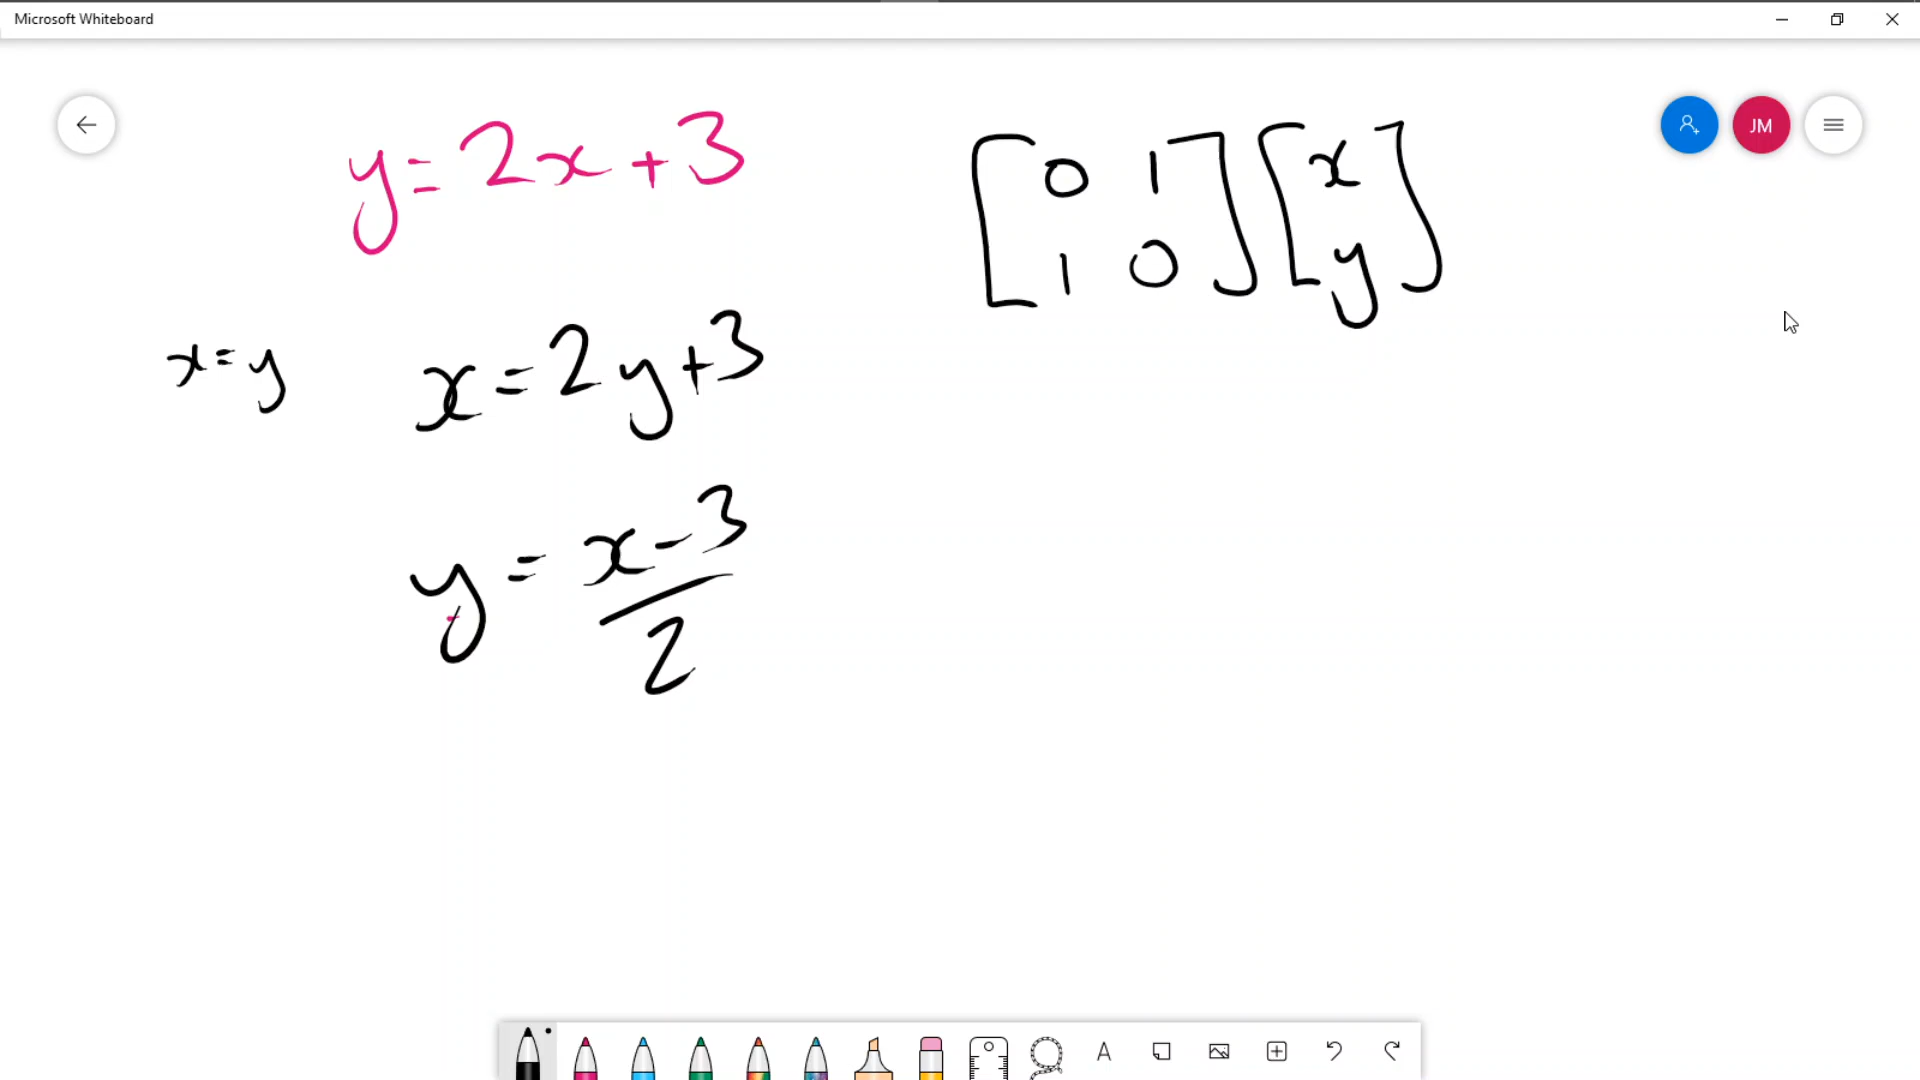 Microsoft Whiteboard
JM
y = 2x + 3
[0 1] [x]
[1 0] [y]
x = y
x = 2y + 3
y = x - 3
2
A